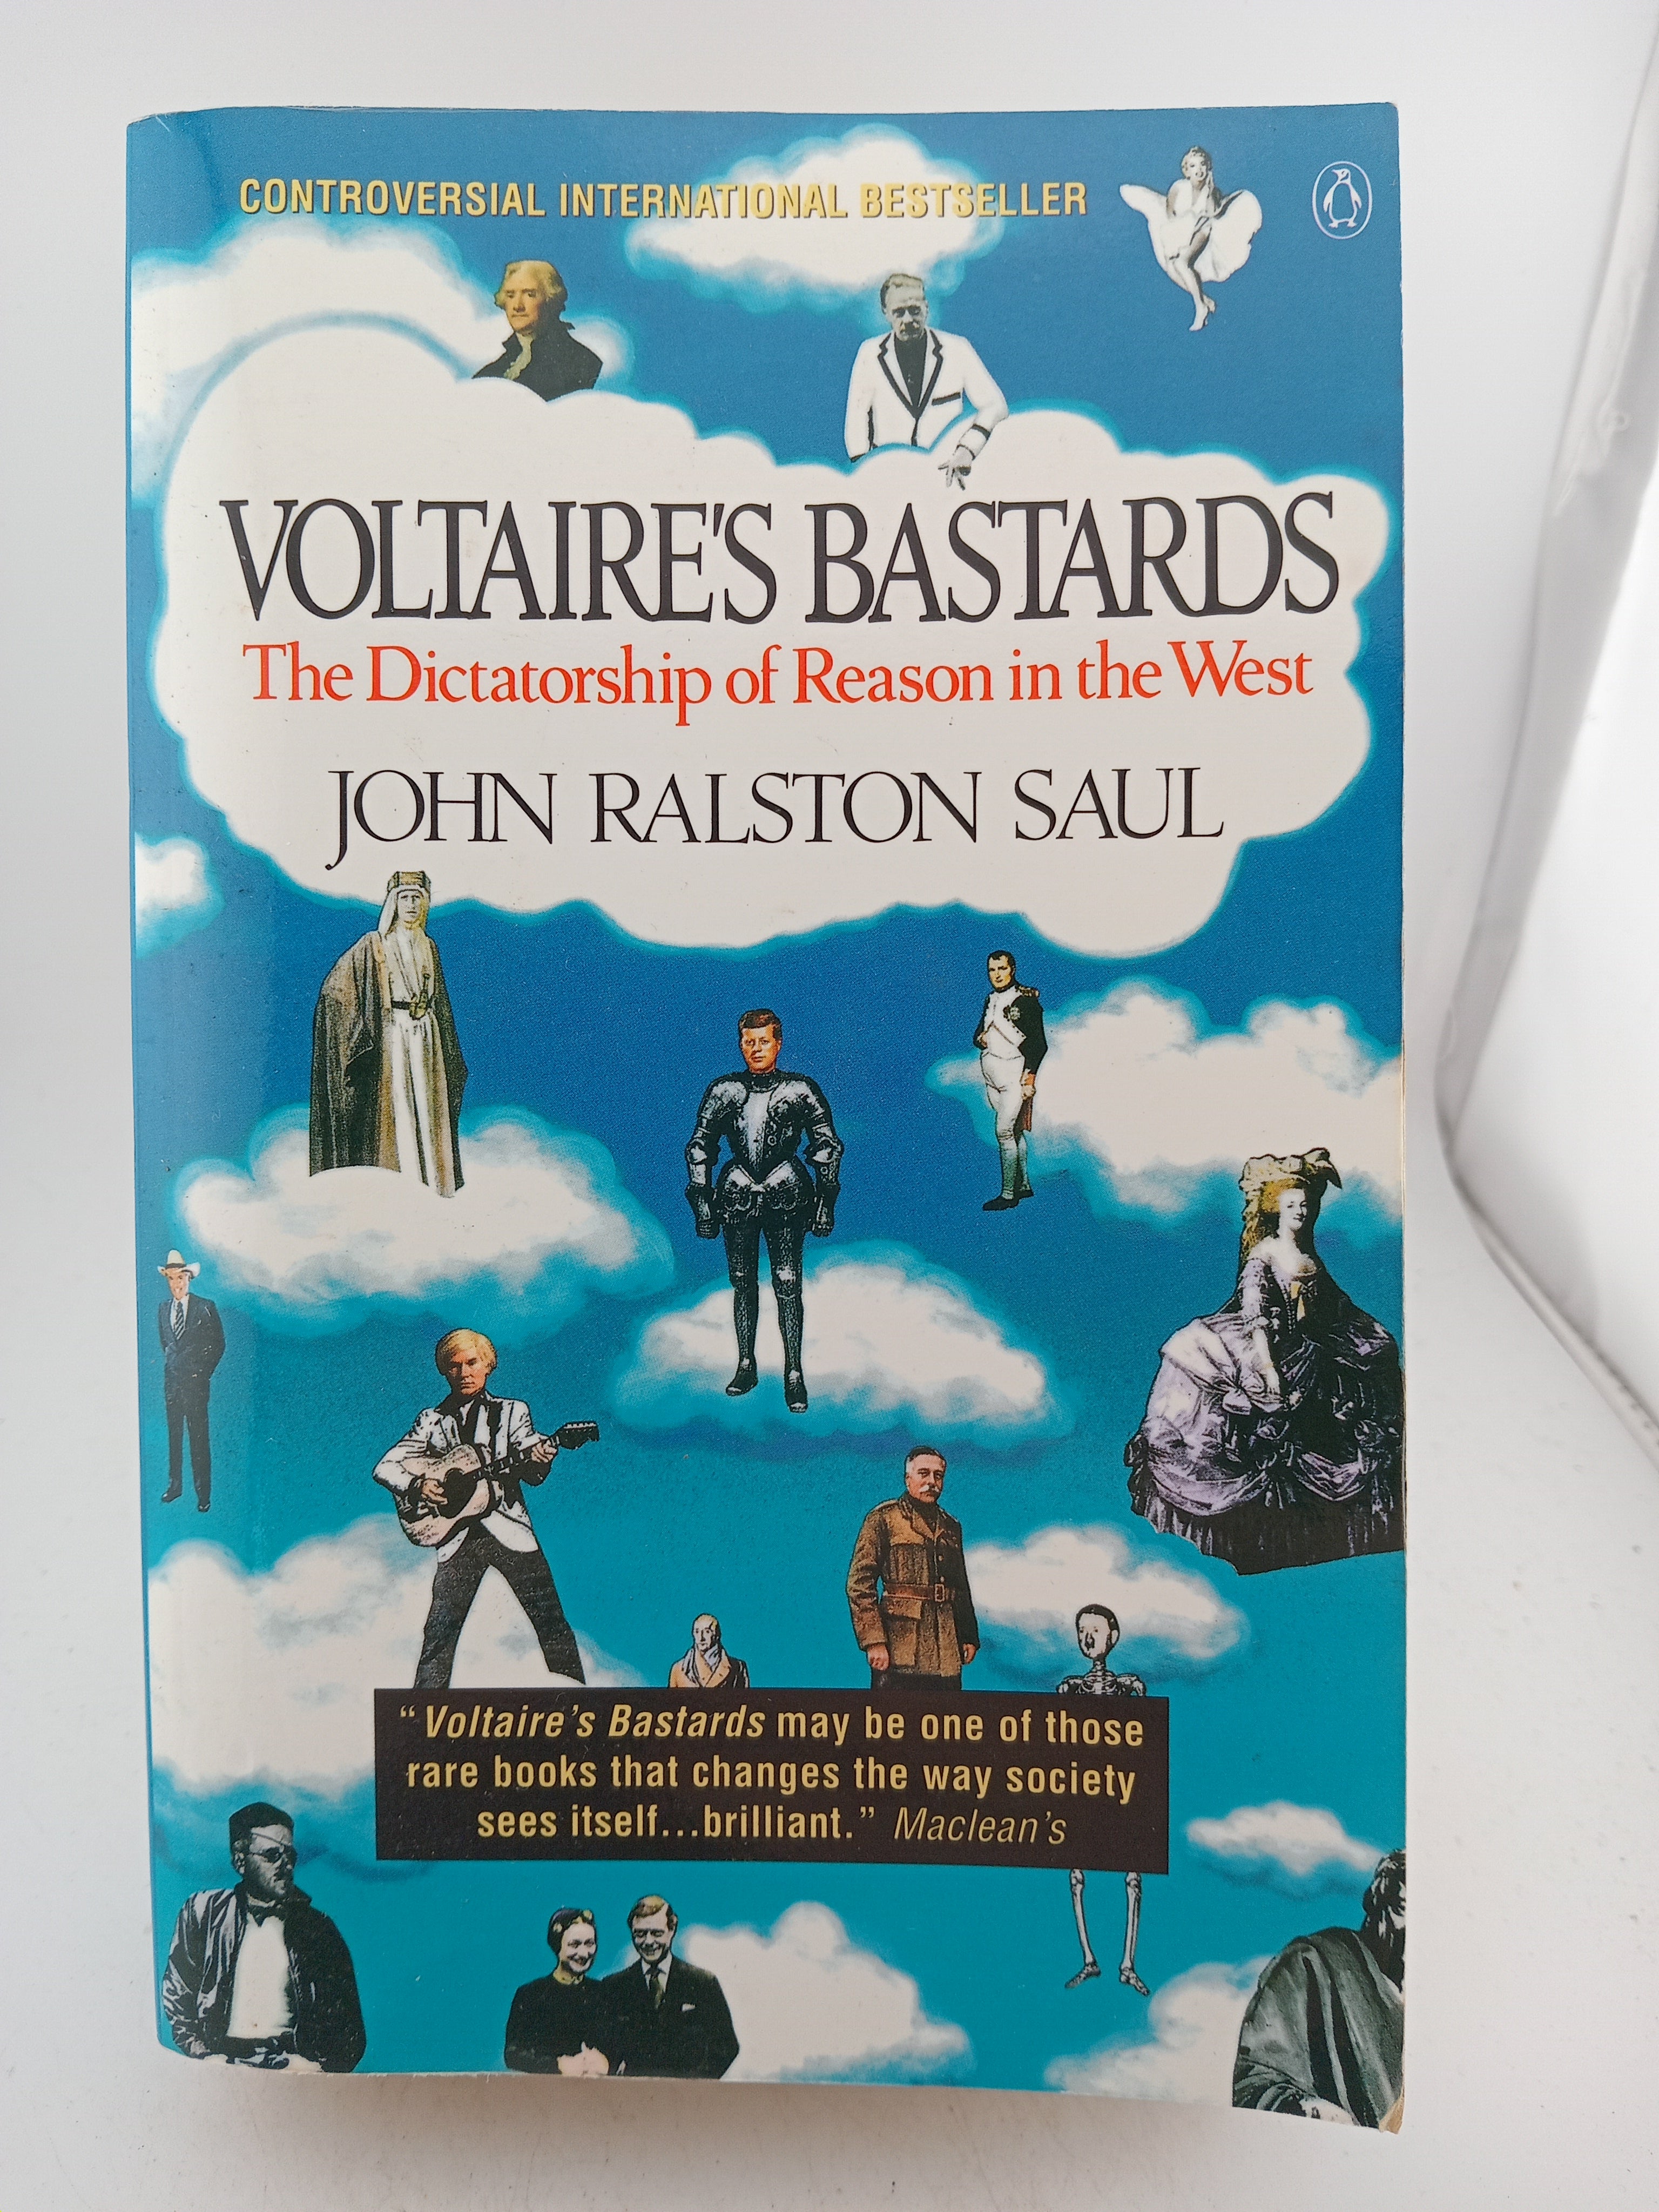 CONTROVERSIAL INTERNATIONAL BESTSELLER
VOLTAIRE'S BASTARDS
The Dictatorship of Reason in the West
JOHN RALSTON SAUL
“Voltaire’s Bastards may be one of those
rare books that changes the way society
sees itself...brilliant.” Maclean’s